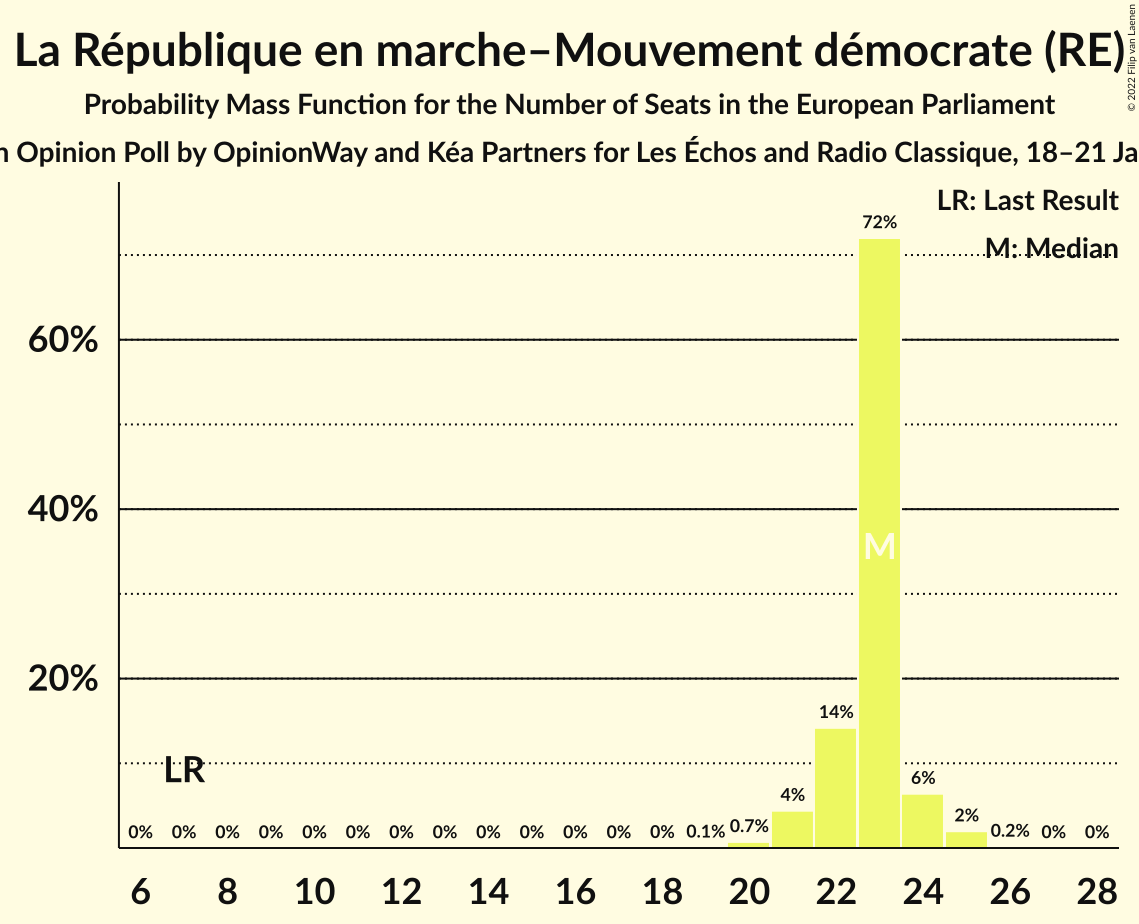 La République en marche–Mouvement démocrate (RE)
© 2022 Filip van Laenen
Probability Mass Function for the Number of Seats in the European Parliament
n Opinion Poll by OpinionWay and Kéa Partners for Les Échos and Radio Classique, 18–21 Ja
LR: Last Result
M: Median
72%
60%
40%
M
20%
14%
LR
6%
4%
2%
0% 0% 0% 0% 0% 0% 0% 0% 0% 0% 0% 0% 0% 0.1% 0.7% 0.2% 0% 0%
6 8 10 12 14 16 18 20 22 24 26 28